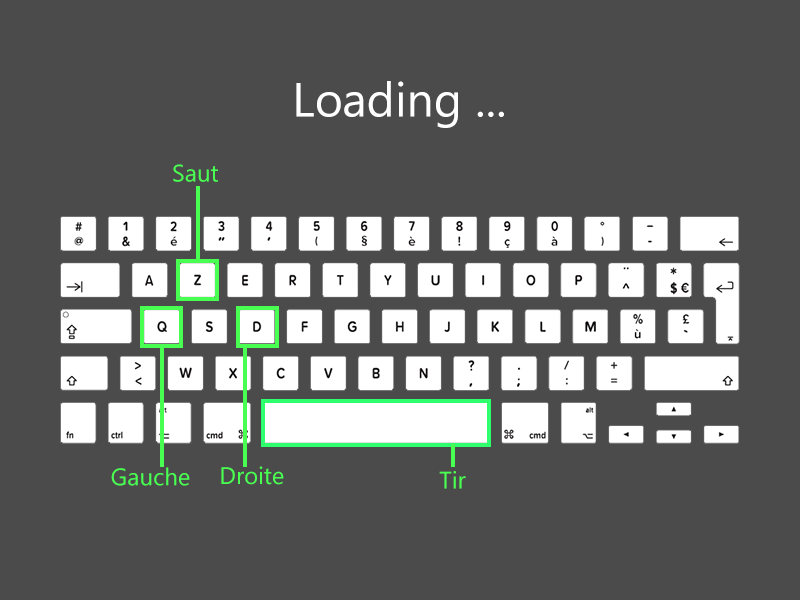 Loading ...
Saut
# 1 2 3 4 5 6 7 8 9 0 ° _
@ & é " ' ( § è ! ç à ) - ←
→| A Z E R T Y U I O P ¨ ^ * $ €
Q S D F G H J K L M % ù £ `
> < W X C V B N ? , . ; / : + =
fn ctrl alt cmd ⌘ ⌘ cmd alt ◄ ▲ ▼ ►
Gauche Droite Tir